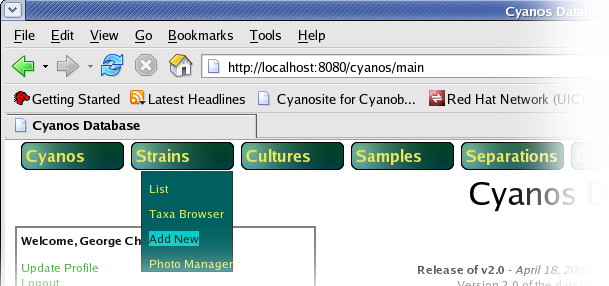 Cyanos Datab
File Edit View Go Bookmarks Tools Help
http://localhost:8080/cyanos/main
Getting Started Latest Headlines Cyanosite for Cyanob... Red Hat Network (UIC)
Cyanos Database
Cyanos Strains Cultures Samples Separations
List
Cyanos D
Taxa Browser
Welcome, George Ch
Add New
Update Profile
Photo Manager
Release of v2.0 - April 18, 200
Logout
Version 2.0 of the datab